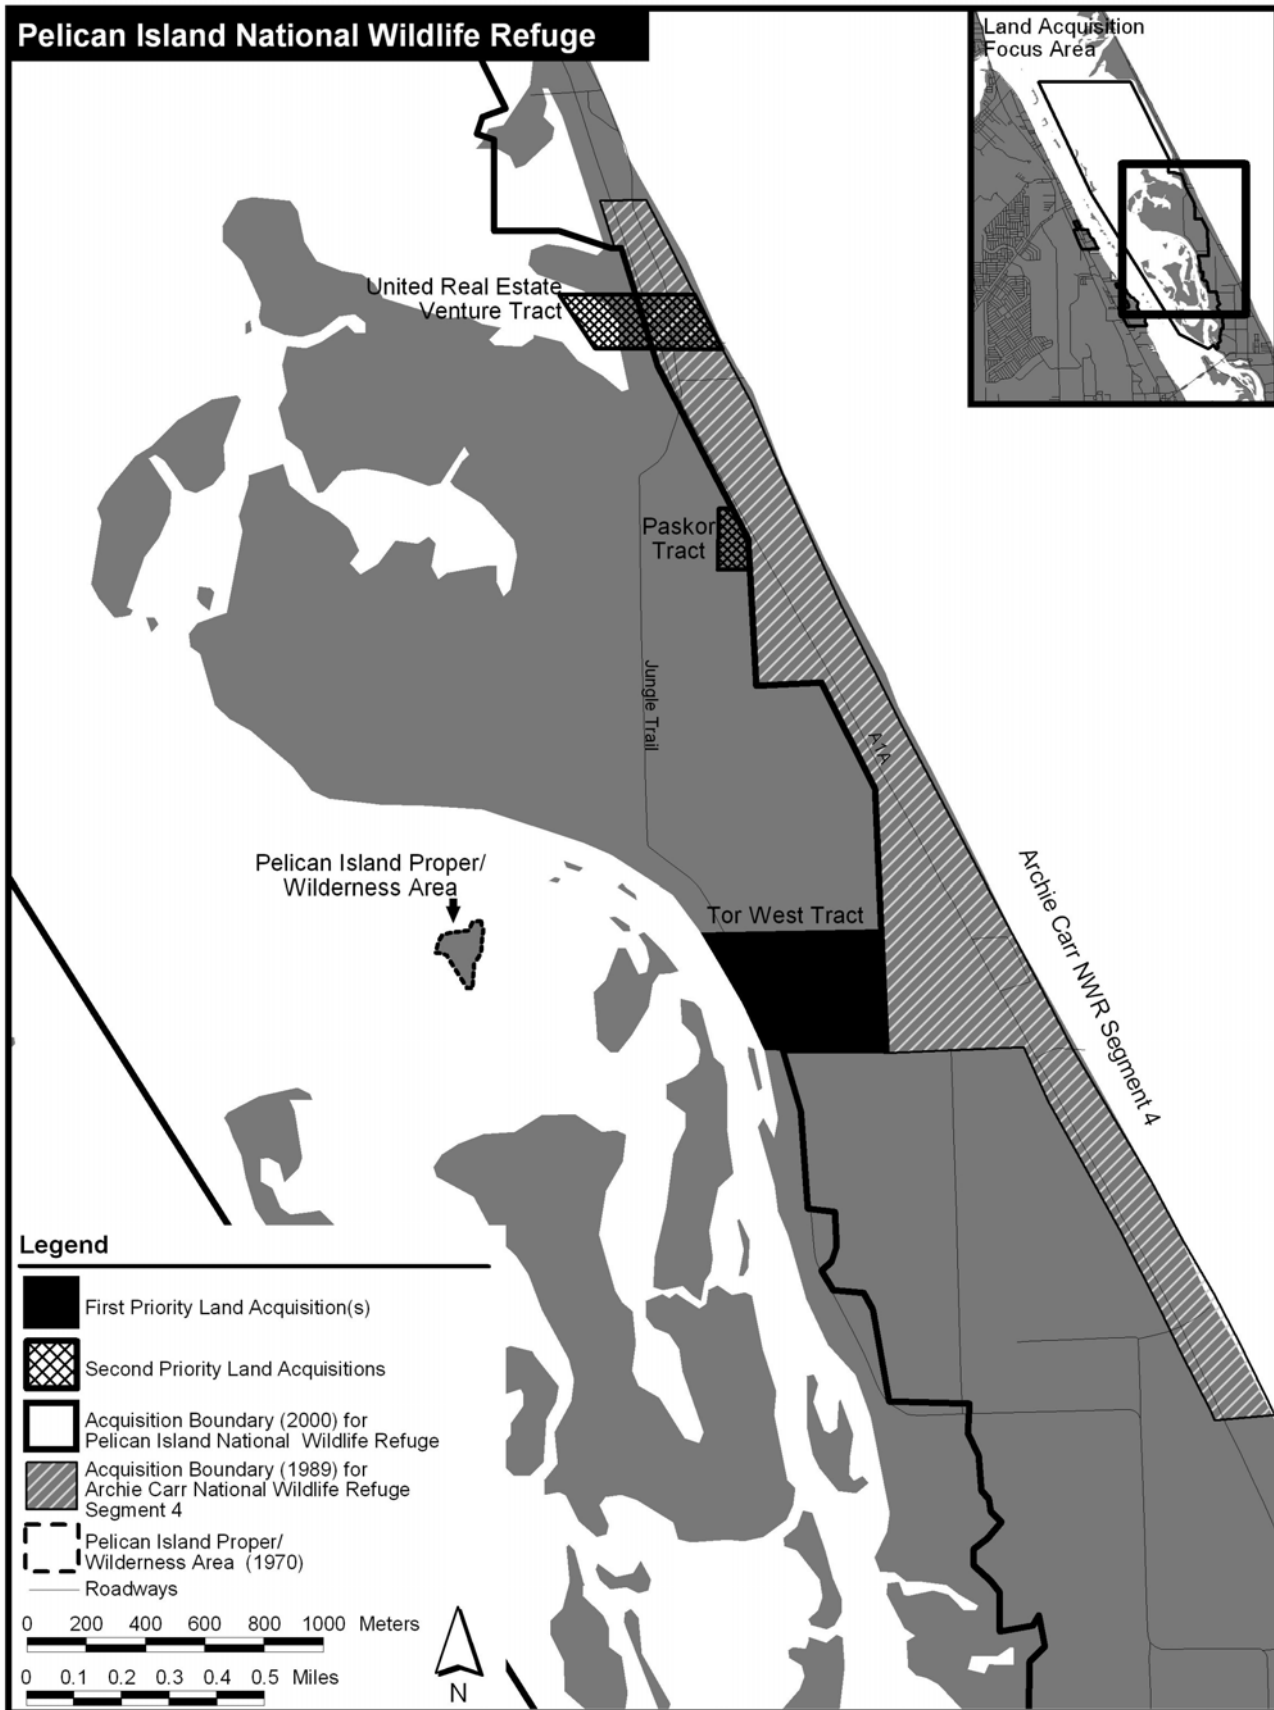 Pelican Island National Wildlife Refuge
Land Acquisition
Focus Area
United Real Estate
Venture Tract
Paskor
Tract
Jungle Trail
A1A
Pelican Island Proper/
Wilderness Area
Tor West Tract
Archie Carr NWR Segment 4
Legend
First Priority Land Acquisition(s)
Second Priority Land Acquisitions
Acquisition Boundary (2000) for
Pelican Island National Wildlife Refuge
Acquisition Boundary (1989) for
Archie Carr National Wildlife Refuge
Segment 4
Pelican Island Proper/
Wilderness Area (1970)
Roadways
0 200 400 600 800 1000 Meters
0 0.1 0.2 0.3 0.4 0.5 Miles
N